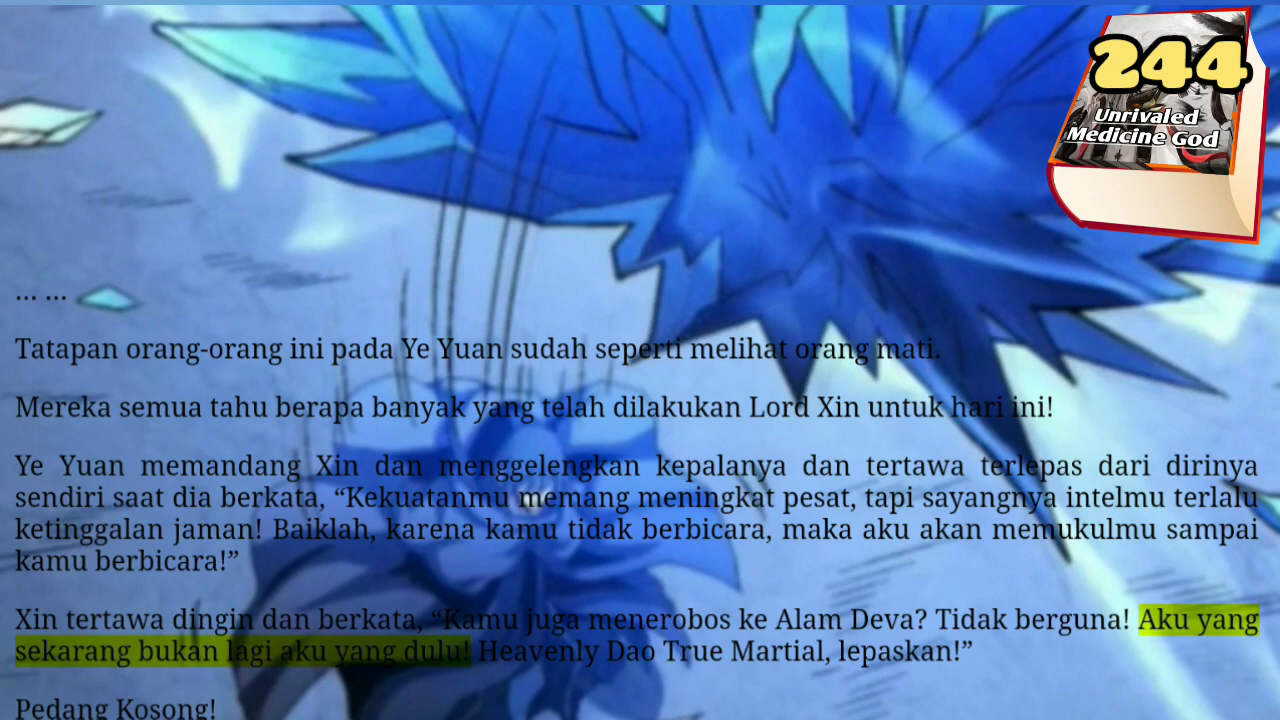 244
Unrivaled
Medicine God
... ...
Tatapan orang-orang ini pada Ye Yuan sudah seperti melihat orang mati.
Mereka semua tahu berapa banyak yang telah dilakukan Lord Xin untuk hari ini!
Ye Yuan memandang Xin dan menggelengkan kepalanya dan tertawa terlepas dari dirinya
sendiri saat dia berkata, “Kekuatanmu memang meningkat pesat, tapi sayangnya intelmu terlalu
ketinggalan jaman! Baiklah, karena kamu tidak berbicara, maka aku akan memukulmu sampai
kamu berbicara!”
Xin tertawa dingin dan berkata, “Kamu juga menerobos ke Alam Deva? Tidak berguna! Aku yang
sekarang bukan lagi aku yang dulu! Heavenly Dao True Martial, lepaskan!”
Pedang Kosong!